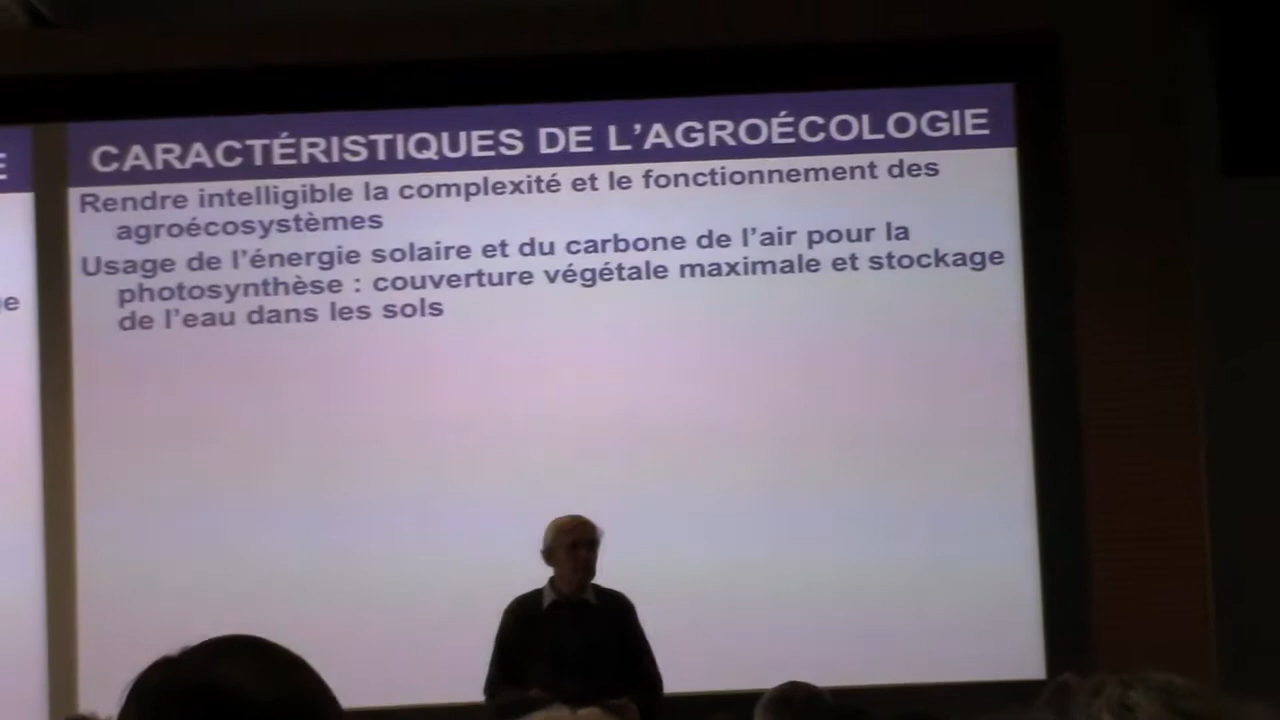 E
CARACTÉRISTIQUES DE L'AGROÉCOLOGIE
Rendre intelligible la complexité et le fonctionnement des
agroécosystèmes
Usage de l'énergie solaire et du carbone de l'air pour la
photosynthèse : couverture végétale maximale et stockage
de l'eau dans les sols